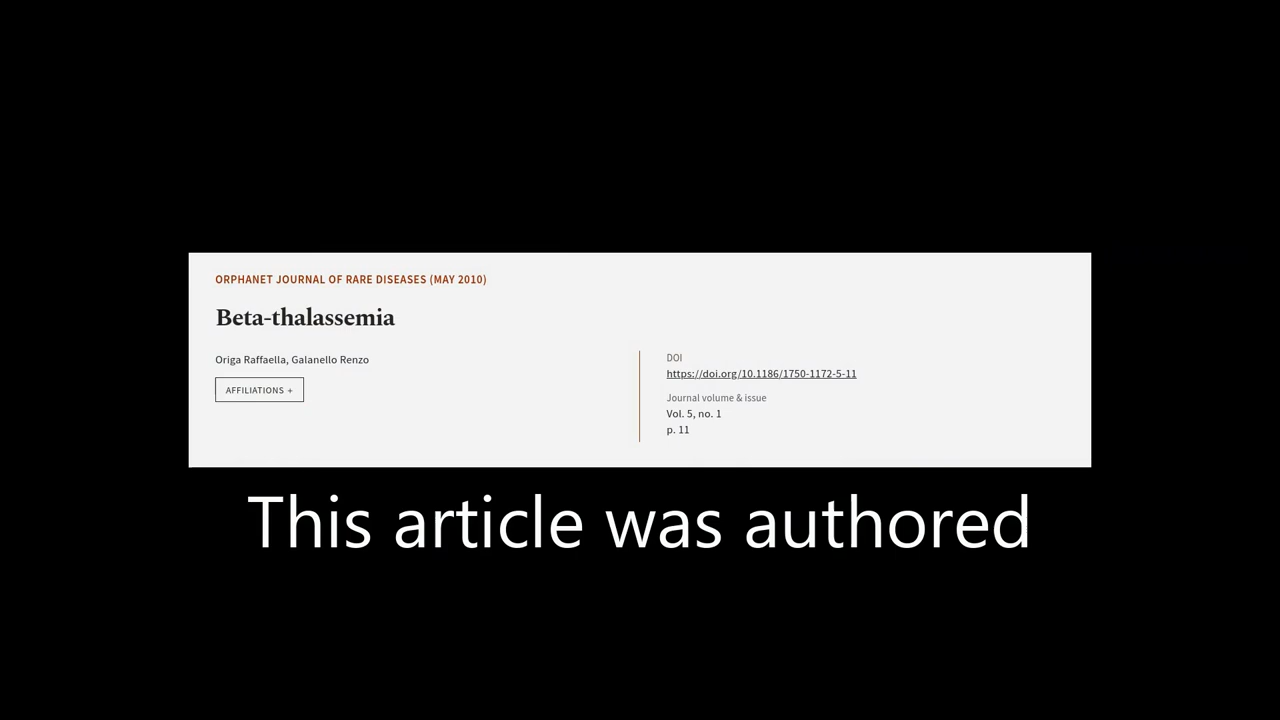 ORPHANET JOURNAL OF RARE DISEASES (MAY 2010)
Beta-thalassemia
Origa Raffaella, Galanello Renzo
AFFILIATIONS +
DOI
https://doi.org/10.1186/1750-1172-5-11
Journal volume & issue
Vol. 5, no. 1
p. 11
This article was authored